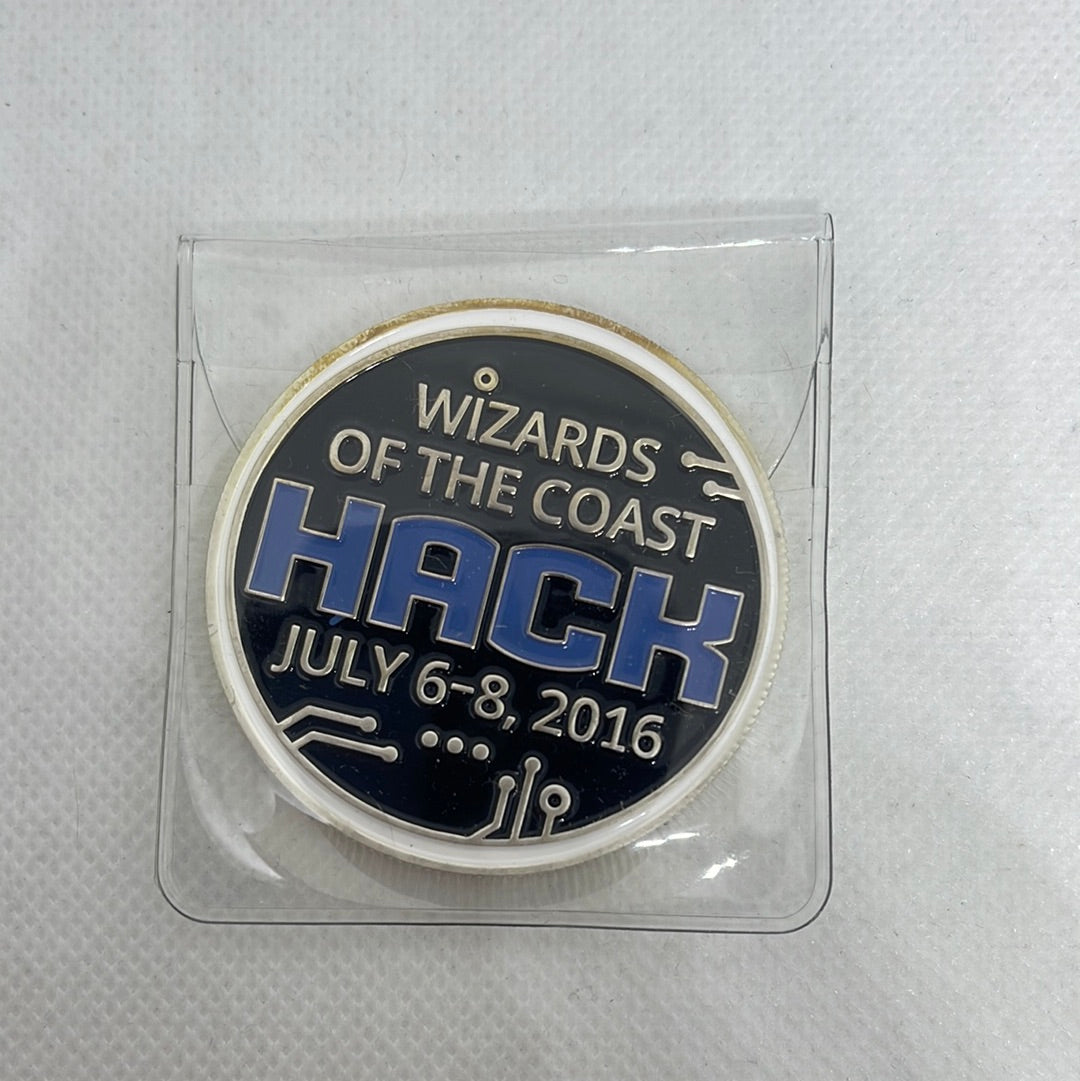 WIZARDS
OF THE COAST
HACK
JULY 6-8, 2016